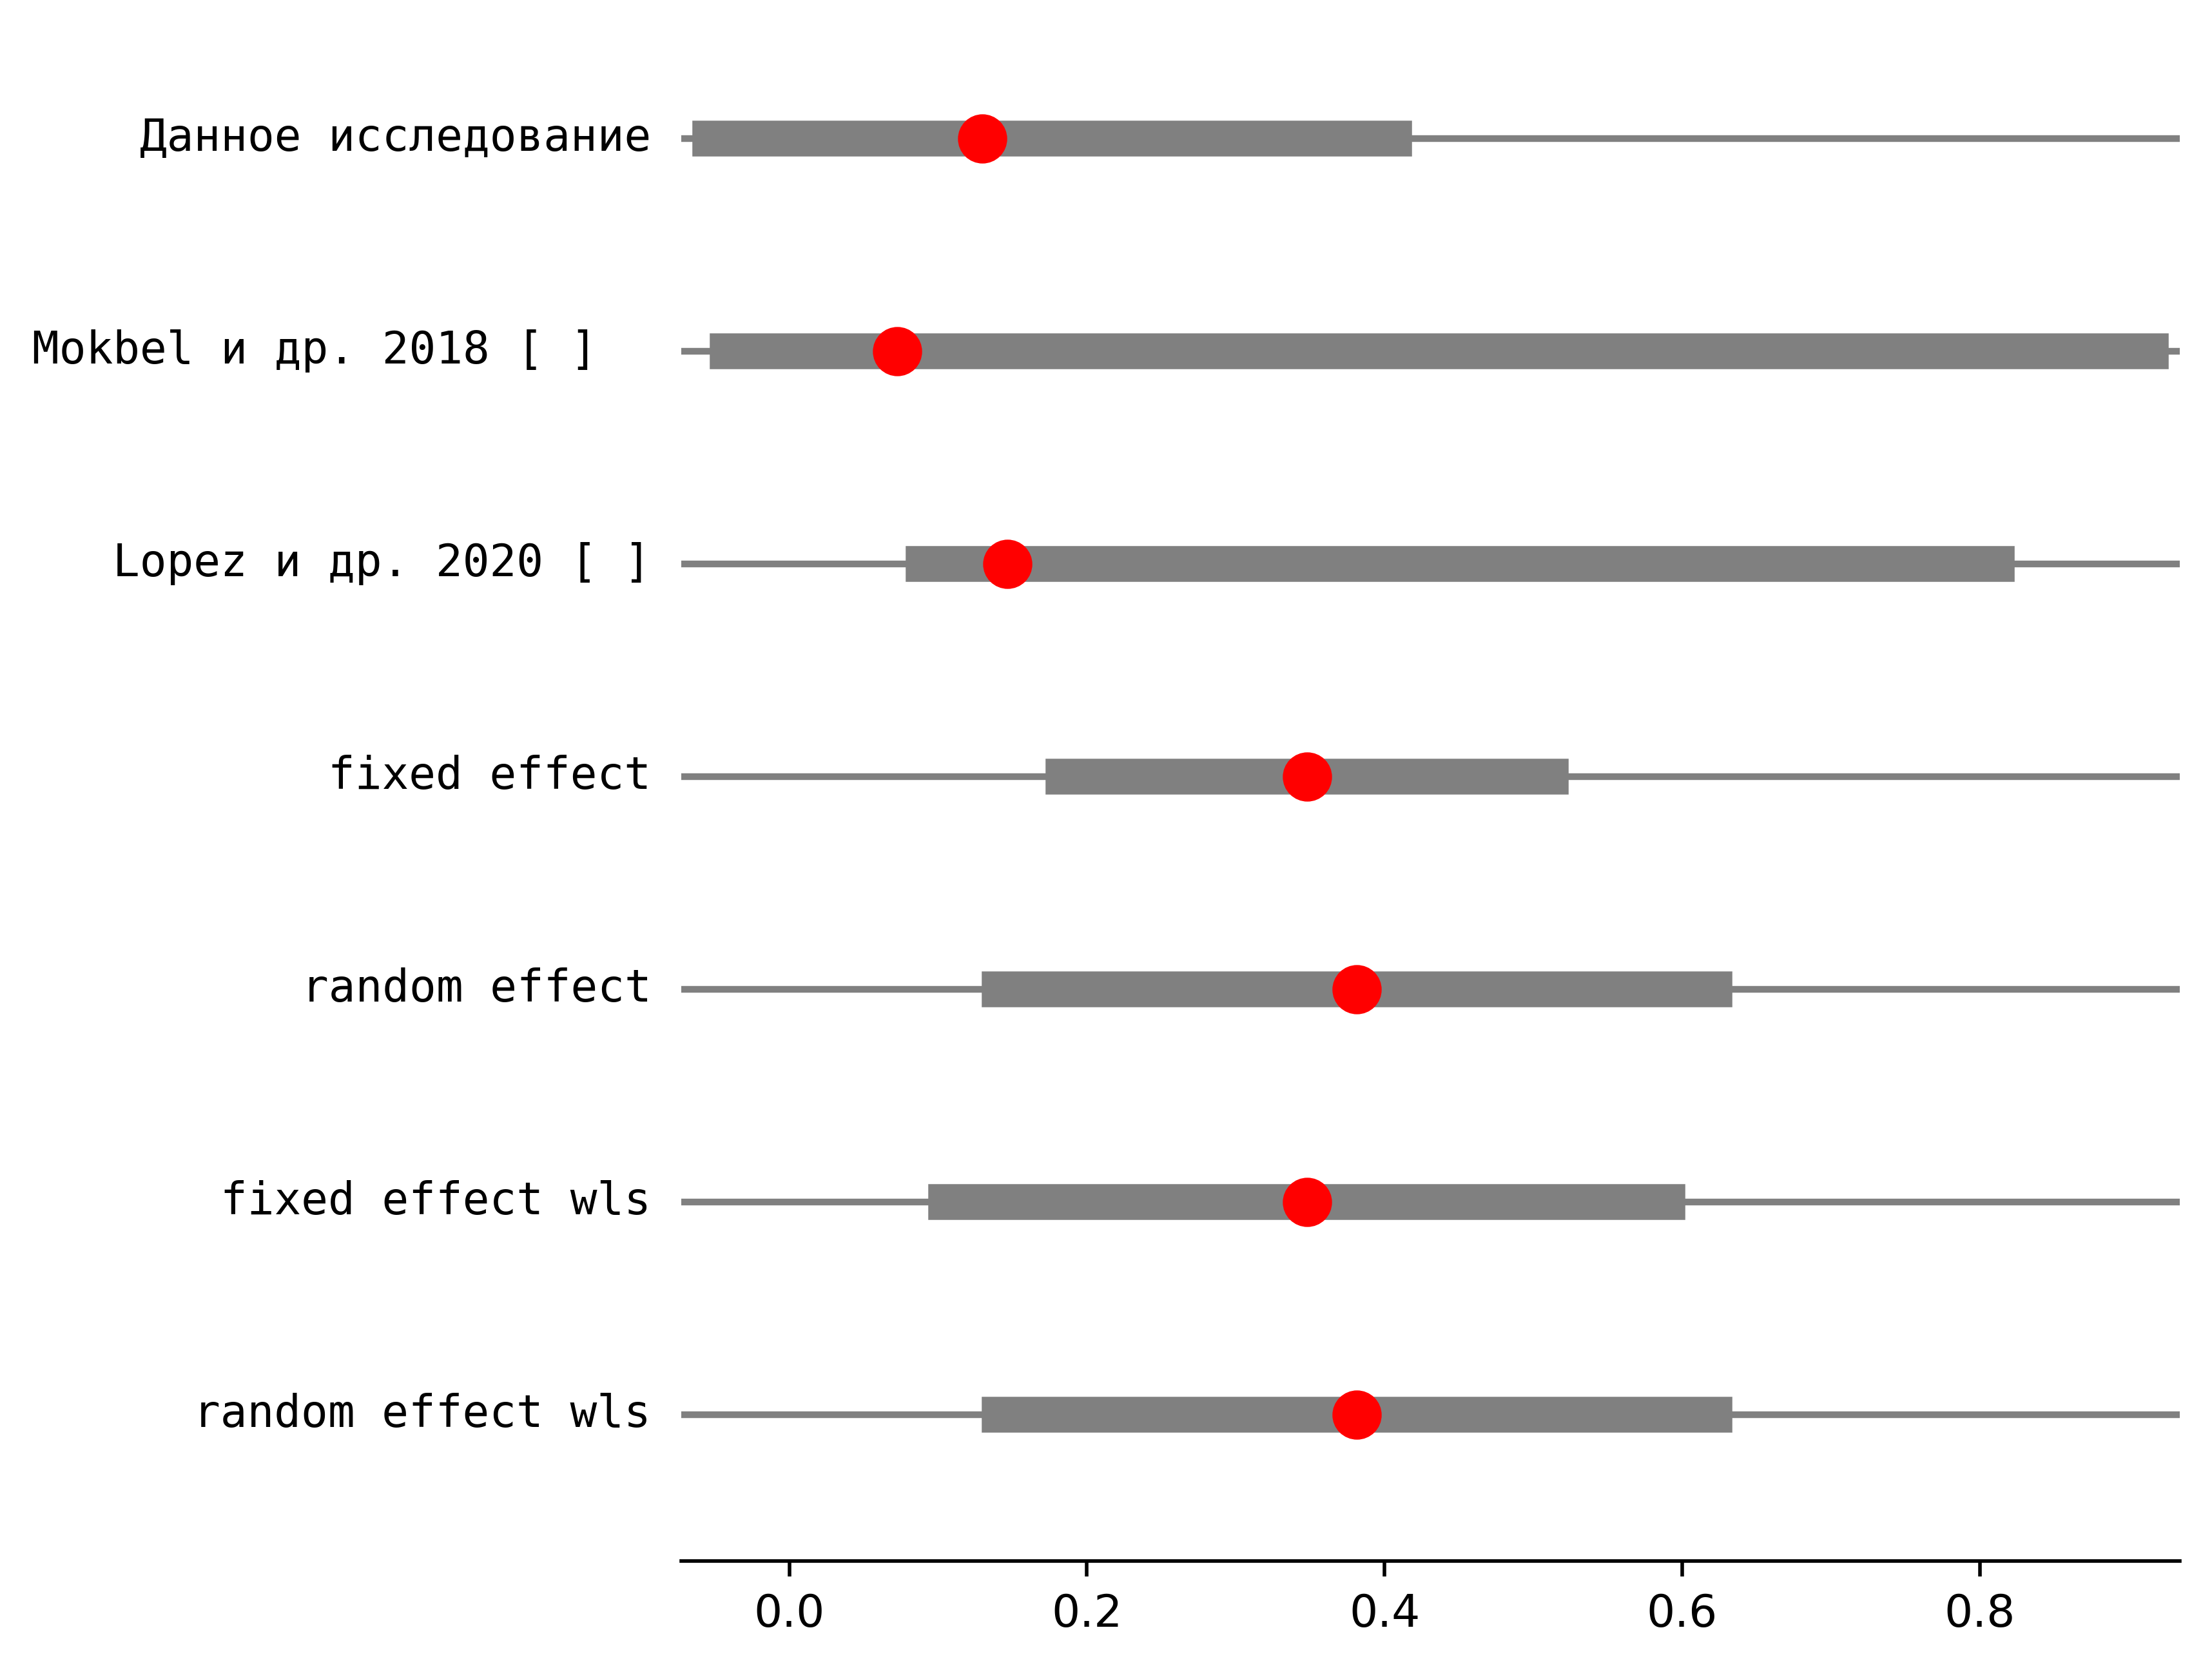 Данное исследование
Mokbel и др. 2018 [ ]
Lopez и др. 2020 [ ]
fixed effect
random effect
fixed effect wls
random effect wls
0.0 0.2 0.4 0.6 0.8